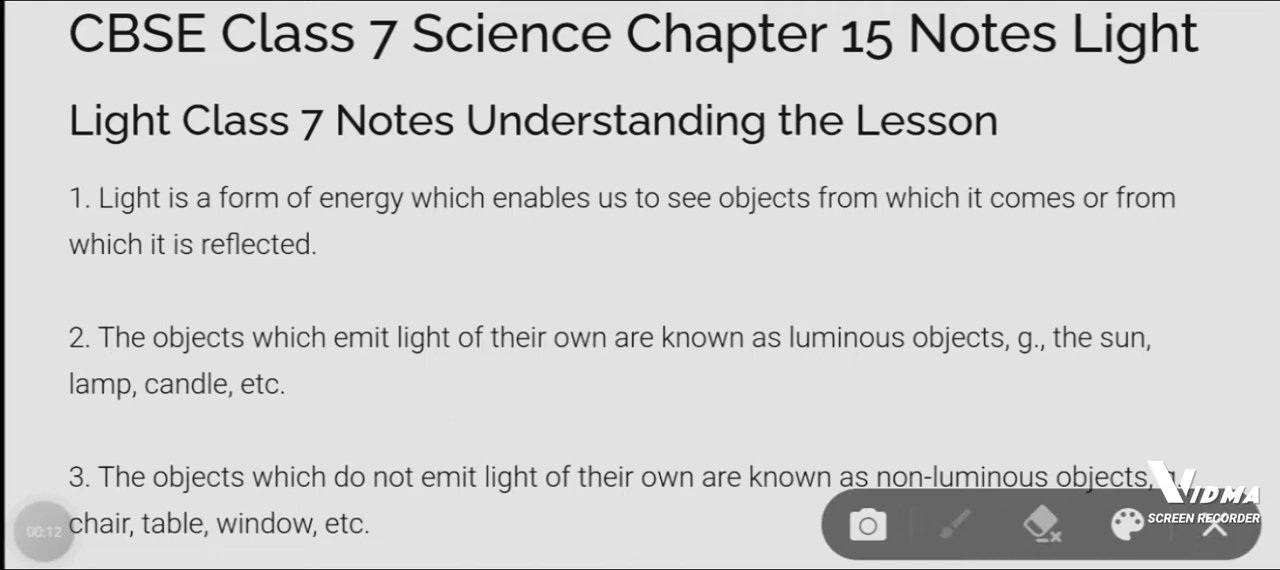 CBSE Class 7 Science Chapter 15 Notes Light
Light Class 7 Notes Understanding the Lesson
1. Light is a form of energy which enables us to see objects from which it comes or from
which it is reflected.
2. The objects which emit light of their own are known as luminous objects, g., the sun,
lamp, candle, etc.
3. The objects which do not emit light of their own are known as non-luminous objects,
chair, table, window, etc.
00:12
VIDMA
SCREEN RECORDER